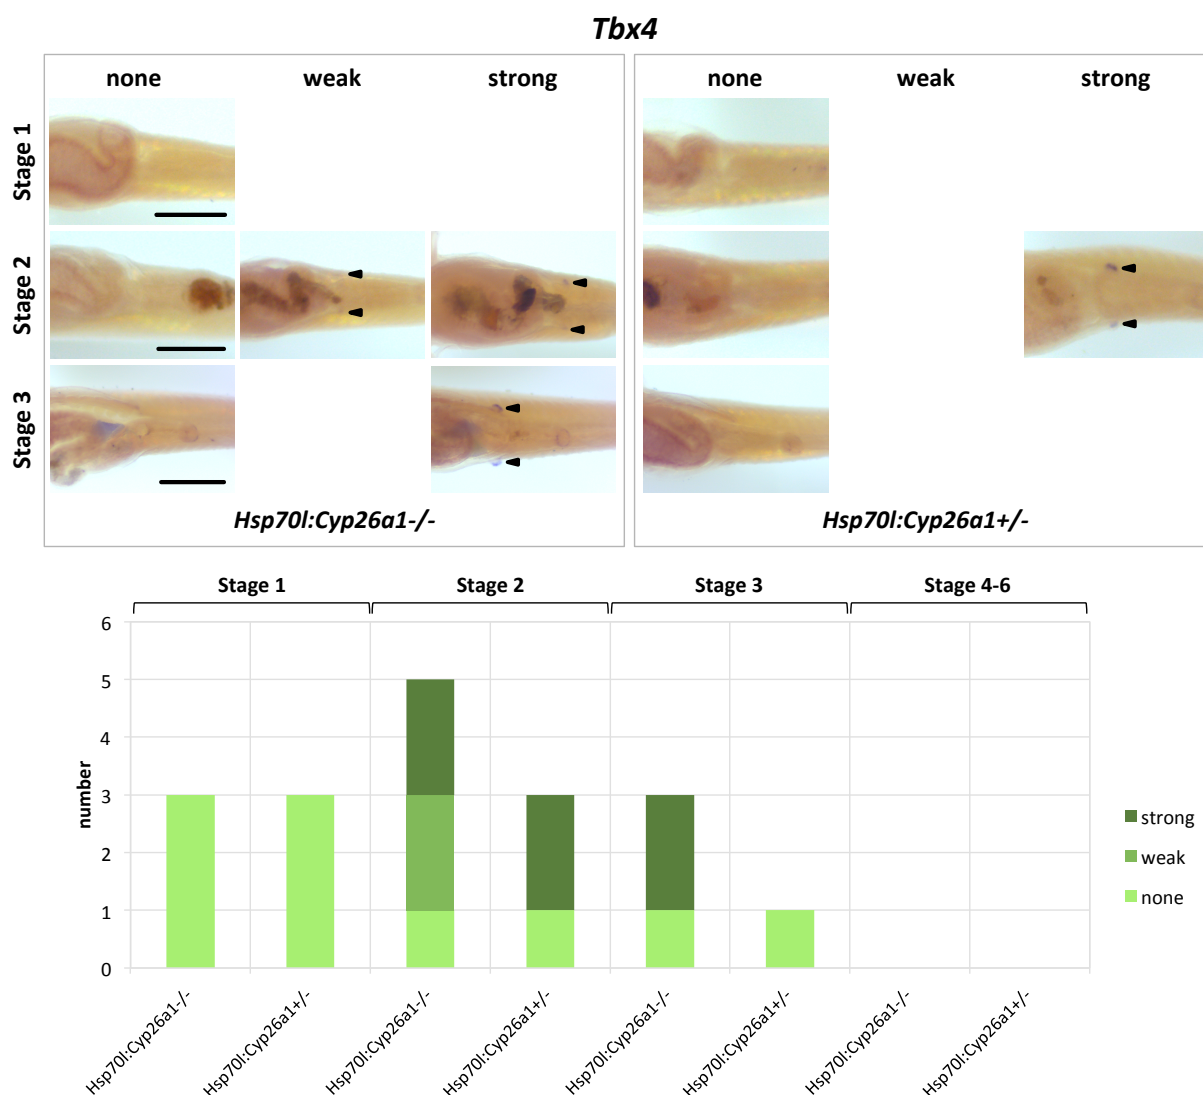 Tbx4
none weak strong
none weak strong
Stage 1
Stage 2
Stage 3
Hsp70l:Cyp26a1-/-
Hsp70l:Cyp26a1+/-
Stage 1 Stage 2 Stage 3 Stage 4-6
number
6
5
4
3
2
1
0
strong
weak
none
Hsp70l:Cyp26a1-/-
Hsp70l:Cyp26a1+/-
Hsp70l:Cyp26a1-/-
Hsp70l:Cyp26a1+/-
Hsp70l:Cyp26a1-/-
Hsp70l:Cyp26a1+/-
Hsp70l:Cyp26a1-/-
Hsp70l:Cyp26a1+/-